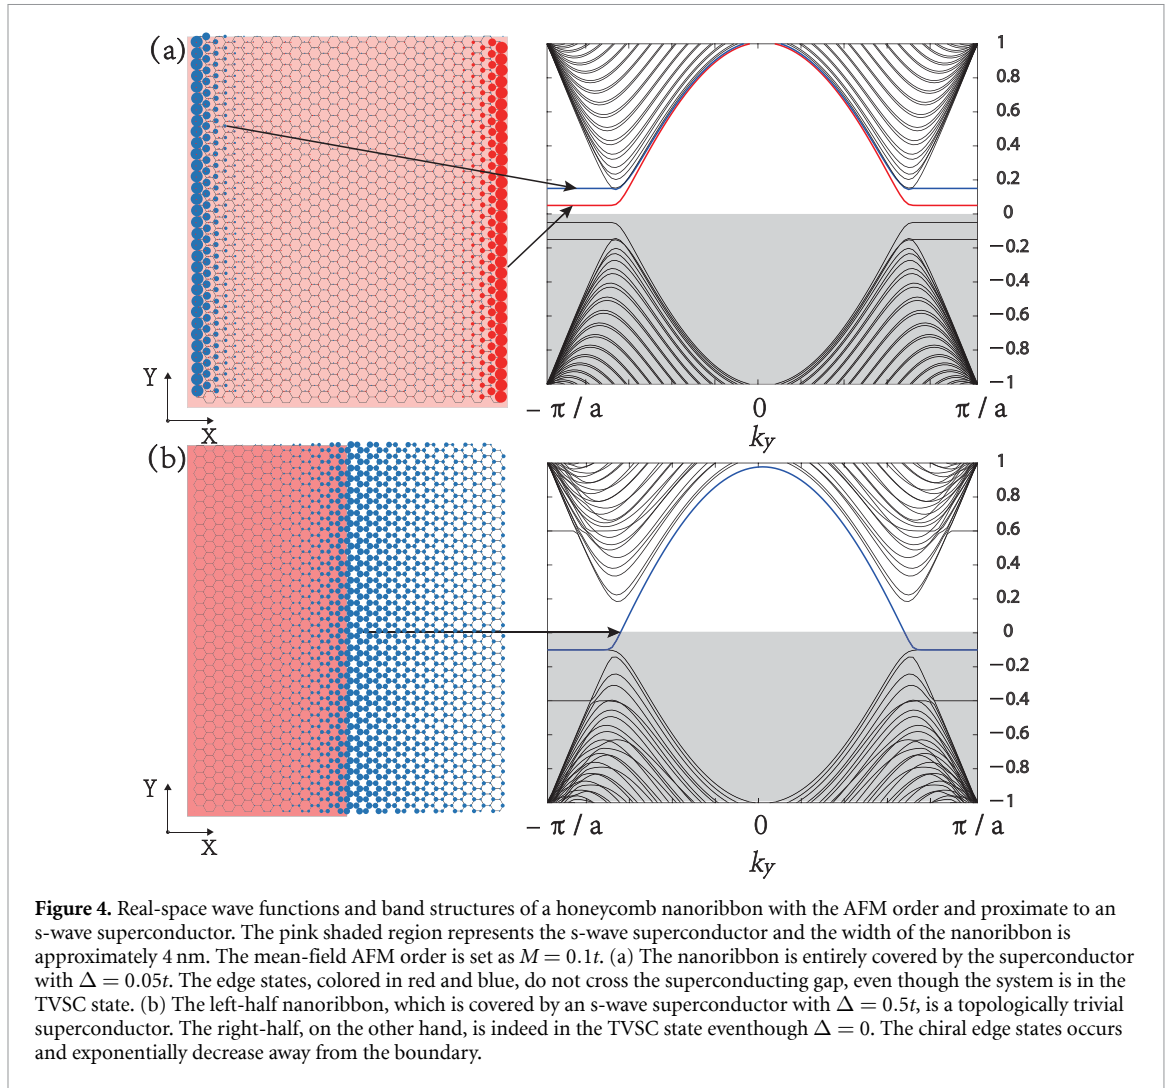 (a)
1
0.8
0.6
0.4
0.2
0
−0.2
−0.4
−0.6
−0.8
−1
Y
X
− π / a
0
π / a
ky
(b)
1
0.8
0.6
0.4
0.2
0
−0.2
−0.4
−0.6
−0.8
−1
Y
X
− π / a
0
π / a
ky
Figure 4. Real-space wave functions and band structures of a honeycomb nanoribbon with the AFM order and proximate to an
s-wave superconductor. The pink shaded region represents the s-wave superconductor and the width of the nanoribbon is
approximately 4 nm. The mean-field AFM order is set as M = 0.1t. (a) The nanoribbon is entirely covered by the superconductor
with Δ = 0.05t. The edge states, colored in red and blue, do not cross the superconducting gap, even though the system is in the
TVSC state. (b) The left-half nanoribbon, which is covered by an s-wave superconductor with Δ = 0.5t, is a topologically trivial
superconductor. The right-half, on the other hand, is indeed in the TVSC state eventhough Δ = 0. The chiral edge states occurs
and exponentially decrease away from the boundary.